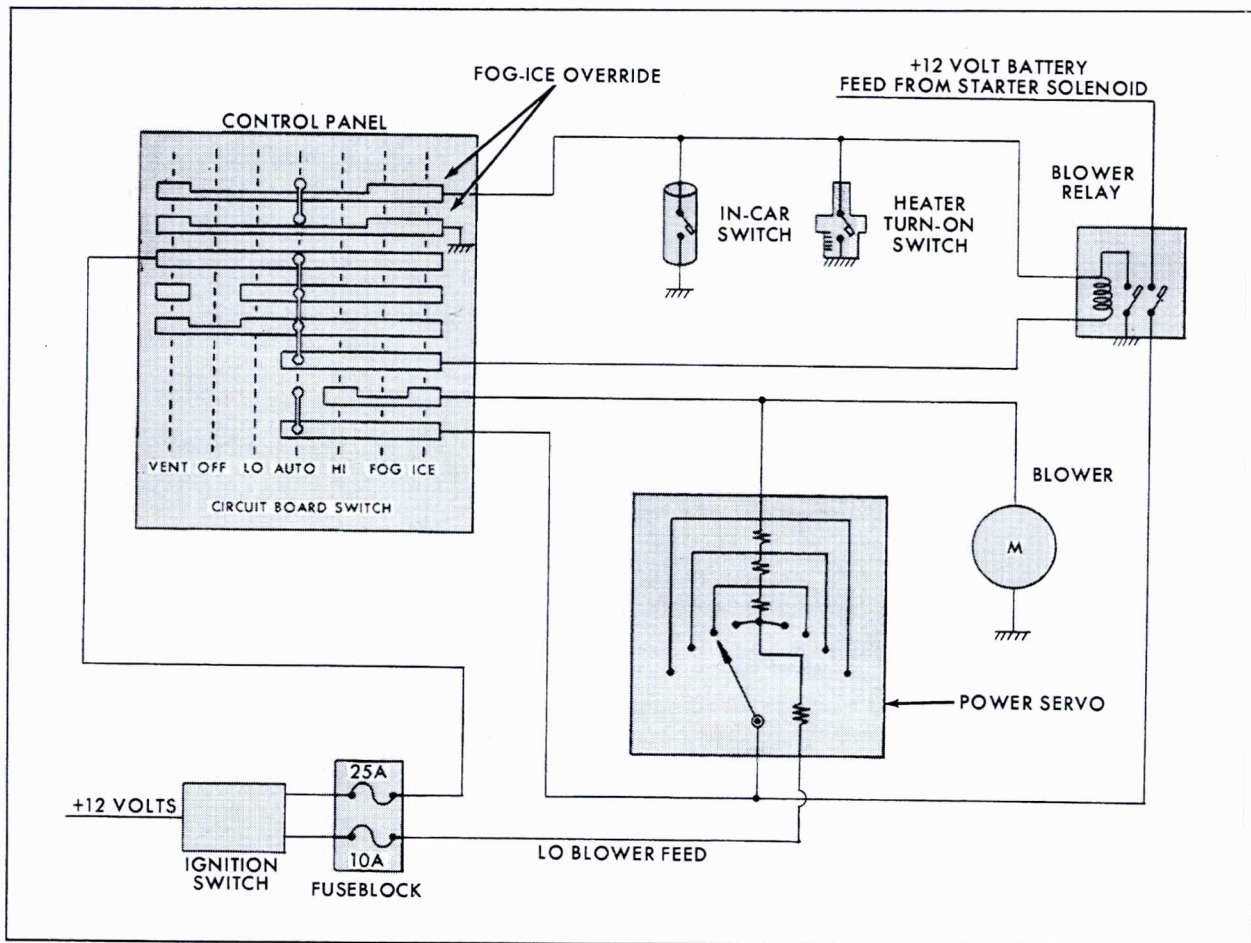 +12 VOLT BATTERY
FEED FROM STARTER SOLENOID
FOG-ICE OVERRIDE
CONTROL PANEL
BLOWER
RELAY
IN-CAR
SWITCH
HEATER
TURN-ON
SWITCH
VENT OFF LO AUTO HI FOG ICE
CIRCUIT BOARD SWITCH
BLOWER
M
POWER SERVO
25A
+12 VOLTS
10A
LO BLOWER FEED
IGNITION
SWITCH
FUSEBLOCK